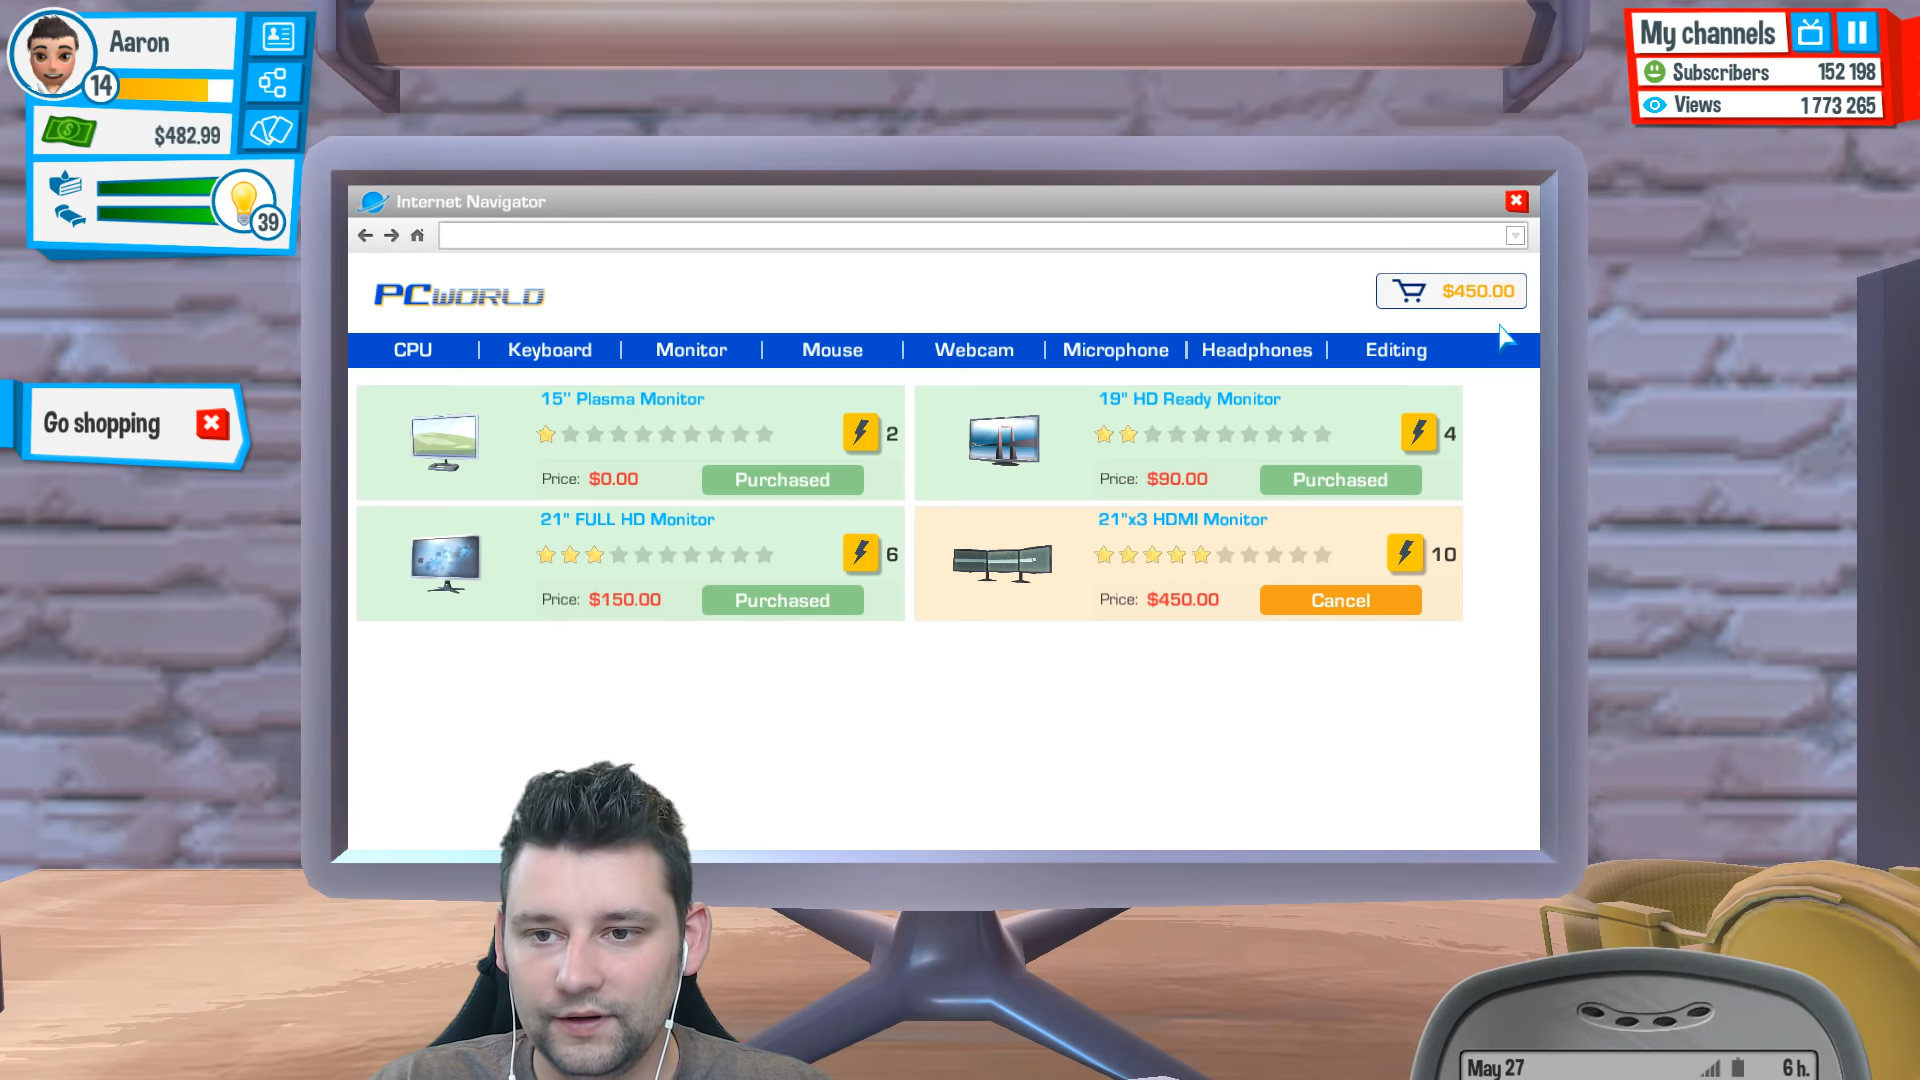 Aaron
14
$482.99
39
My channels
Subscribers 152 198
Views 1 773 265
Go shopping
Internet Navigator
PCWORLD
$450.00
CPU | Keyboard | Monitor | Mouse | Webcam | Microphone | Headphones | Editing
15'' Plasma Monitor
2
Price: $0.00 Purchased
19" HD Ready Monitor
4
Price: $90.00 Purchased
21" FULL HD Monitor
6
Price: $150.00 Purchased
21"x3 HDMI Monitor
10
Price: $450.00 Cancel
May 27 6 h.